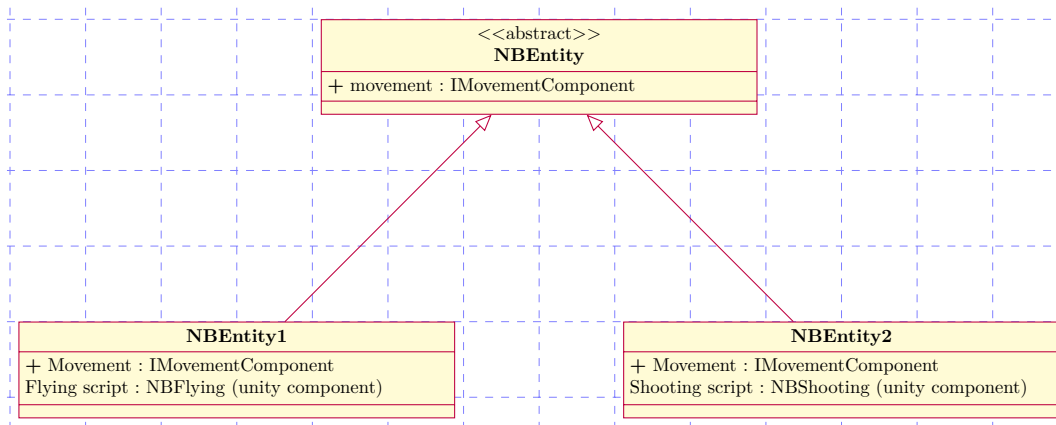 <<abstract>>
NBEntity
+ movement : IMovementComponent
NBEntity1
+ Movement : IMovementComponent
Flying script : NBFlying (unity component)
NBEntity2
+ Movement : IMovementComponent
Shooting script : NBShooting (unity component)